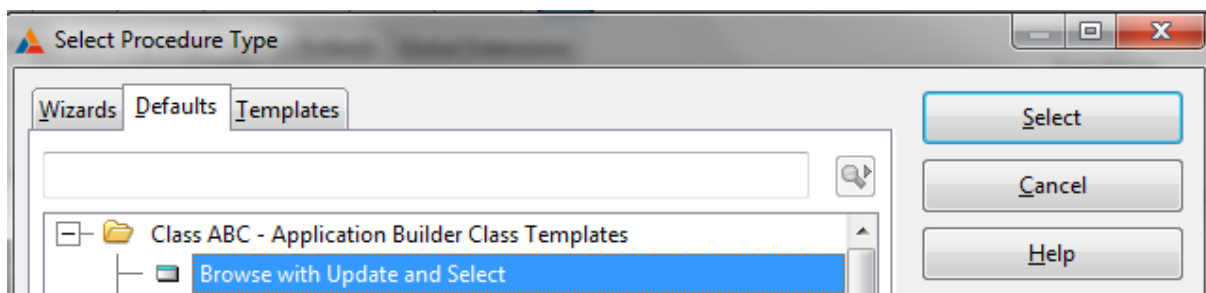 Select Procedure Type
Wizards Defaults Templates
Select
Cancel
Class ABC - Application Builder Class Templates
Help
Browse with Update and Select